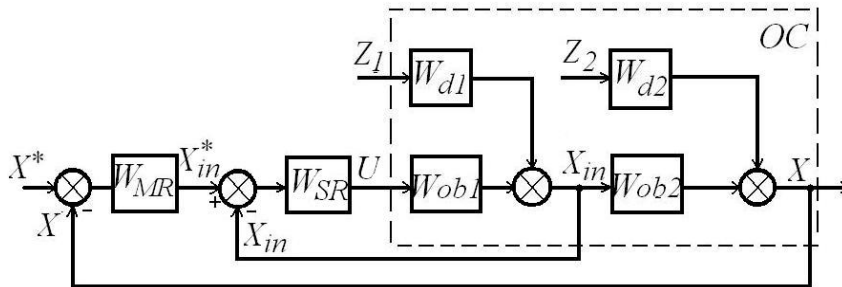 OC
Z1 Wd1 Z2 Wd2
X* WMR X*in WSR U Wob1 Xin Wob2 X
X - + - Xin